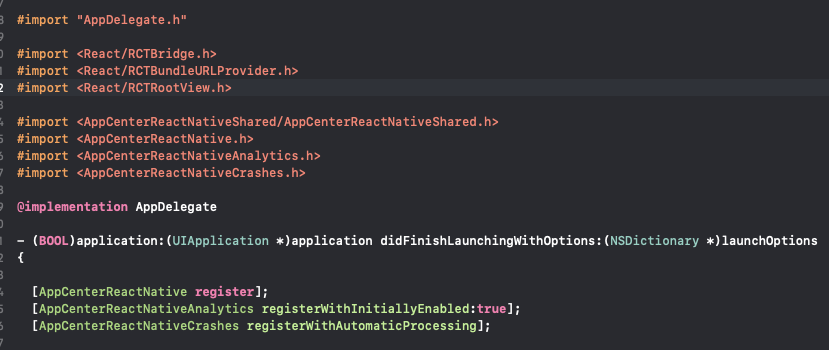 #import "AppDelegate.h"
#import <React/RCTBridge.h>
#import <React/RCTBundleURLProvider.h>
#import <React/RCTRootView.h>
#import <AppCenterReactNativeShared/AppCenterReactNativeShared.h>
#import <AppCenterReactNative.h>
#import <AppCenterReactNativeAnalytics.h>
#import <AppCenterReactNativeCrashes.h>
@implementation AppDelegate
- (BOOL)application:(UIApplication *)application didFinishLaunchingWithOptions:(NSDictionary *)launchOptions
{
[AppCenterReactNative register];
[AppCenterReactNativeAnalytics registerWithInitiallyEnabled:true];
[AppCenterReactNativeCrashes registerWithAutomaticProcessing];